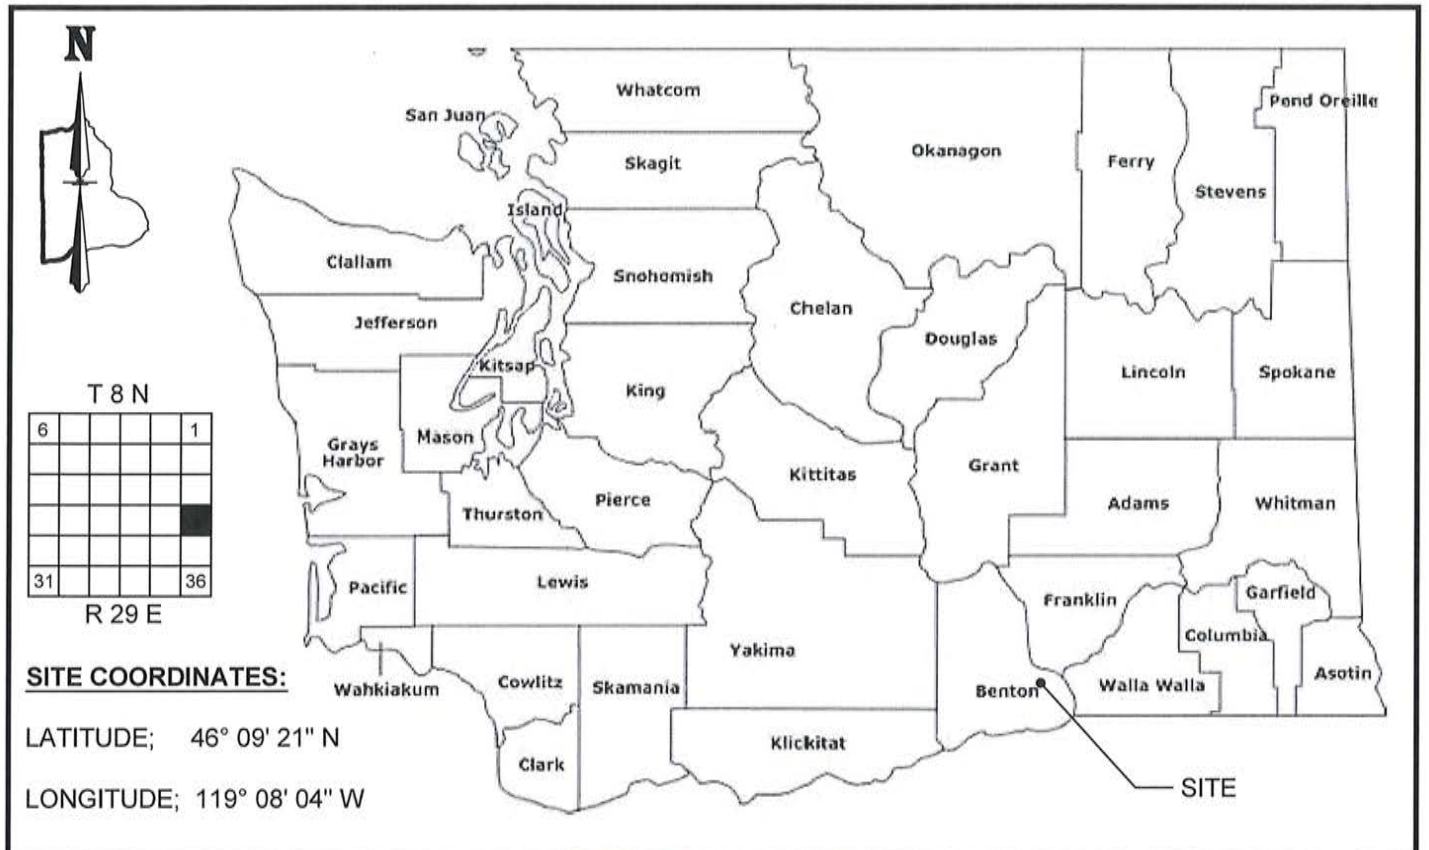 N
Whatcom
San Juan
Skagit
Island
Okanagon
Ferry
Stevens
Pend Oreille
Clallam
Snohomish
Chelan
Jefferson
Douglas
Kitsap
King
Lincoln
Spokane
T 8 N
6 1
31 36
R 29 E
Mason
Grays
Harbor
Grant
Kittitas
Adams
Whitman
Pierce
Thurston
Pacific
Lewis
Franklin
Garfield
Columbia
Yakima
Asotin
Wahkiakum
Cowlitz
Skamania
Benton
Walla Walla
Klickitat
Clark
SITE COORDINATES:
LATITUDE; 46° 09' 21" N
LONGITUDE; 119° 08' 04" W
SITE